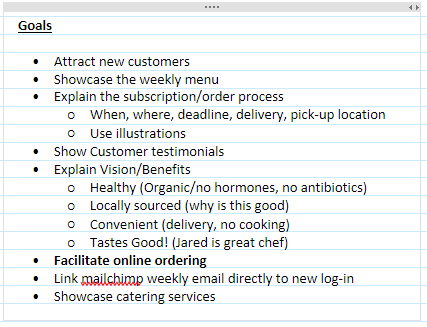 Goals
• Attract new customers
• Showcase the weekly menu
• Explain the subscription/order process
o When, where, deadline, delivery, pick-up location
o Use illustrations
• Show Customer testimonials
• Explain Vision/Benefits
o Healthy (Organic/no hormones, no antibiotics)
o Locally sourced (why is this good)
o Convenient (delivery, no cooking)
o Tastes Good! (Jared is great chef)
• Facilitate online ordering
• Link mailchimp weekly email directly to new log-in
• Showcase catering services